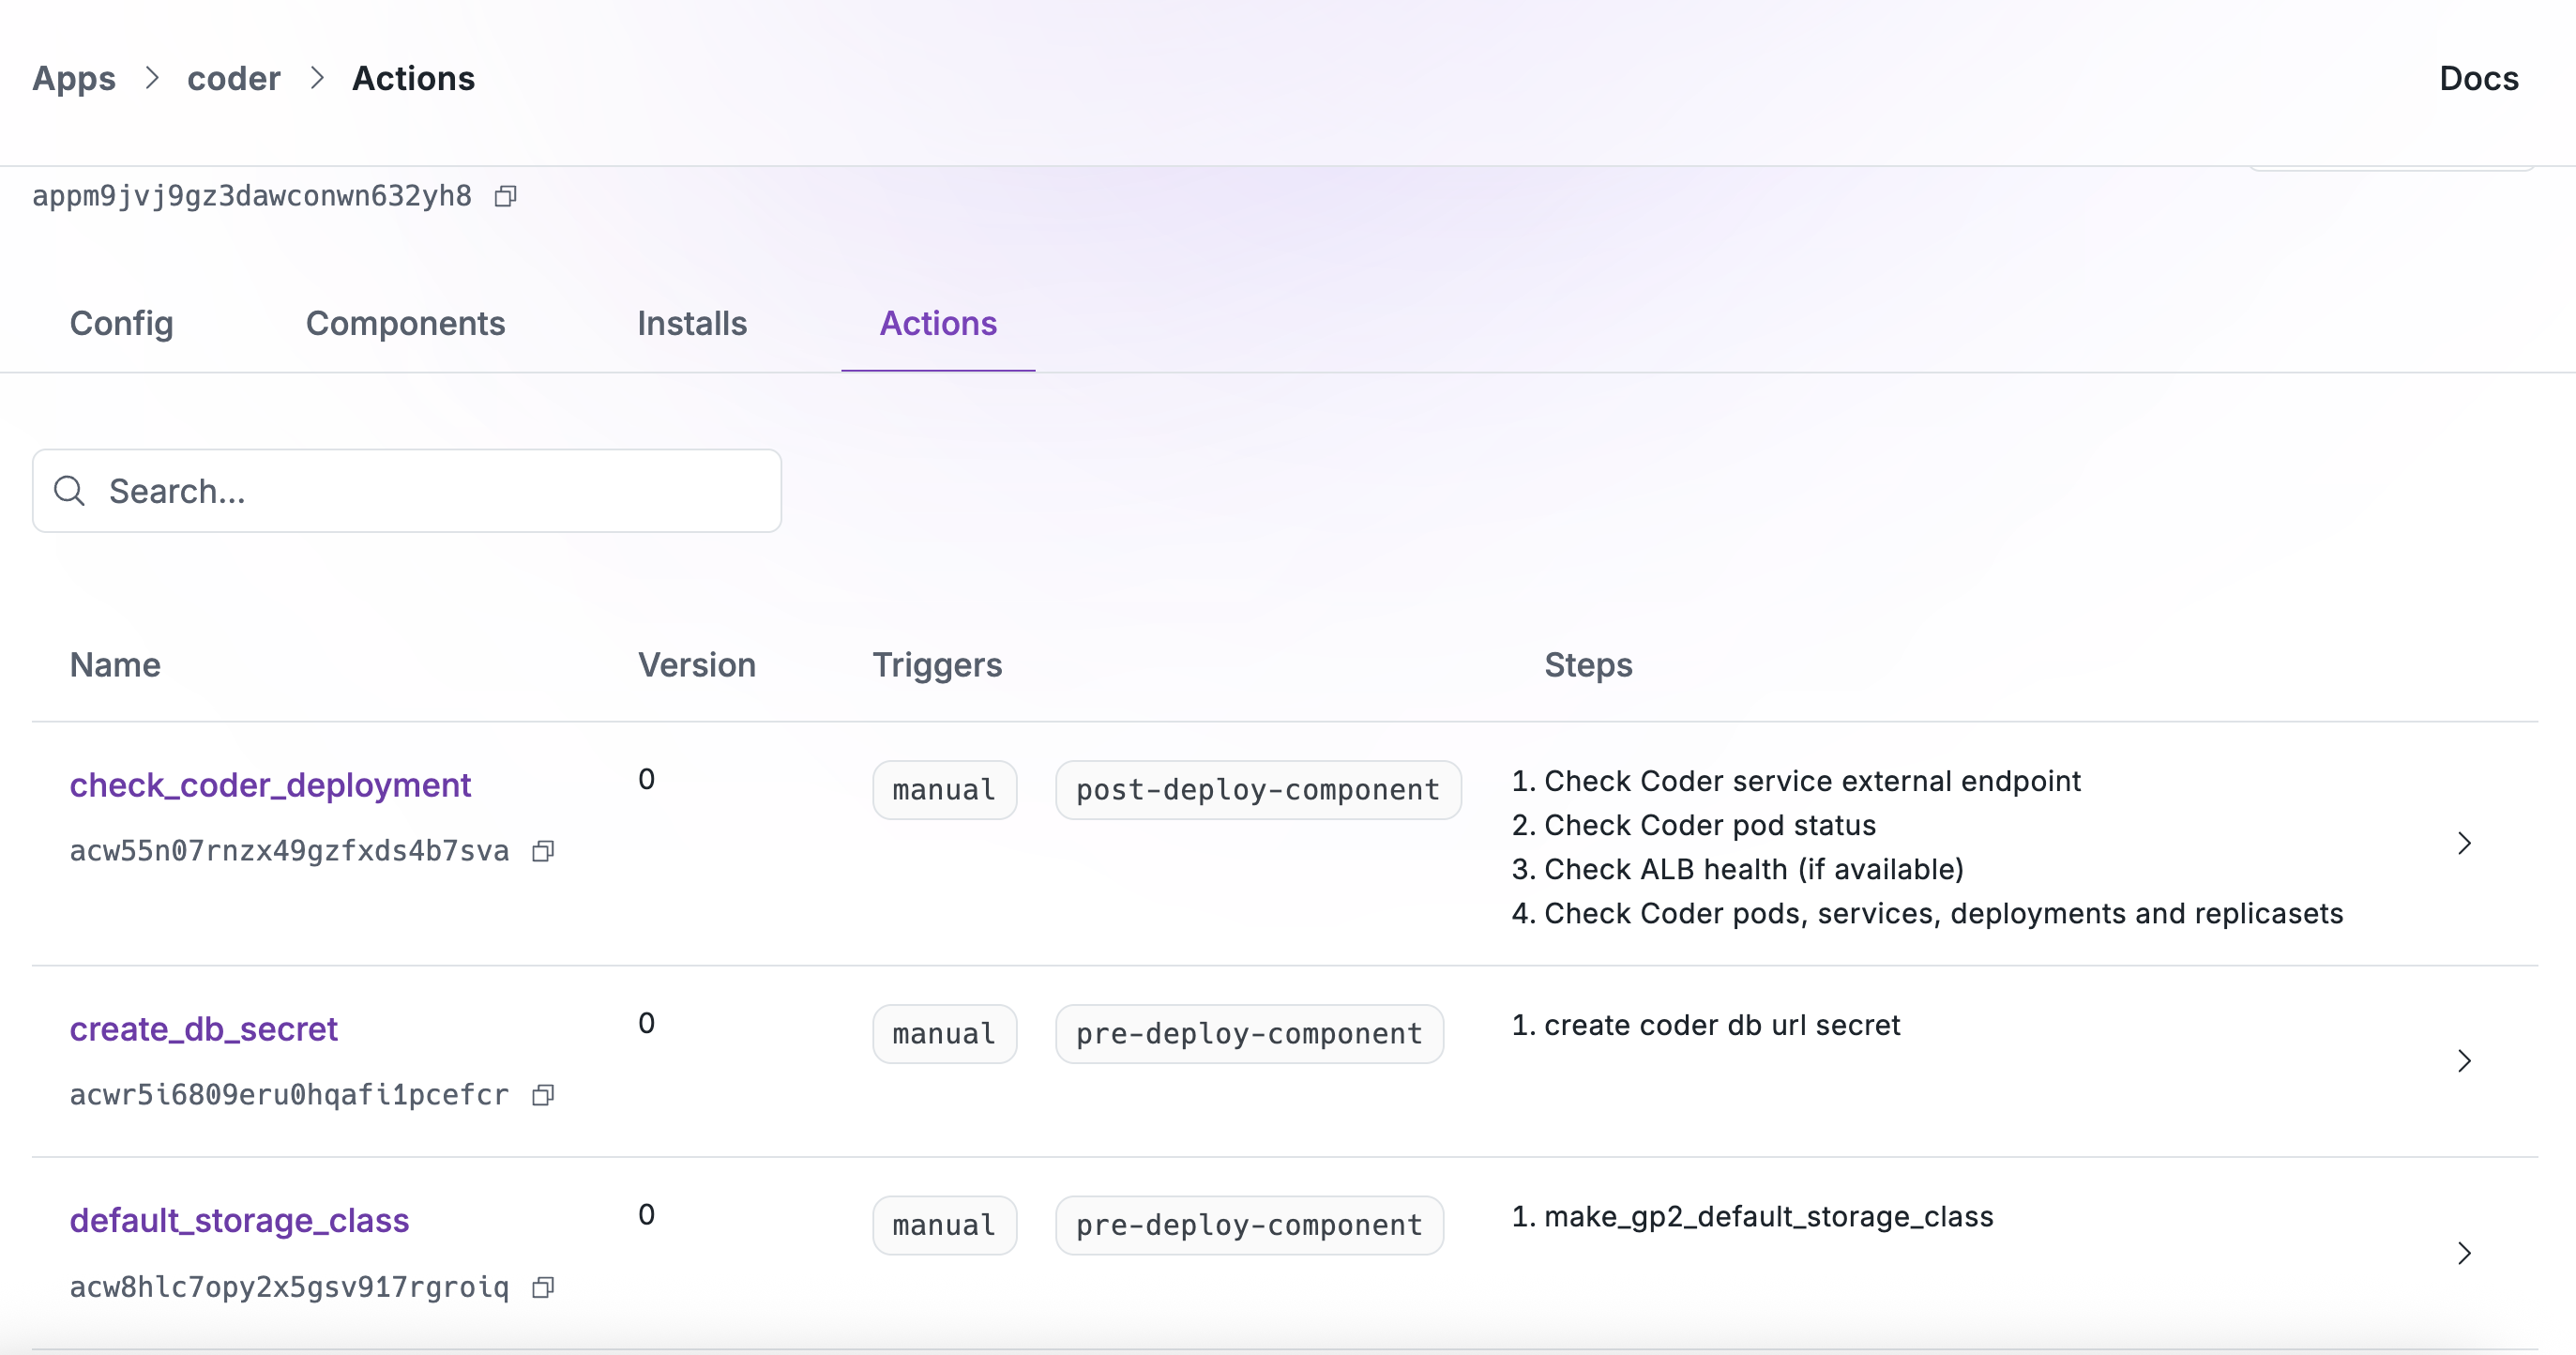 Apps > coder > Actions
Docs
appm9jvj9gz3dawconwn632yh8
Config Components Installs Actions
Search...
Name Version Triggers Steps
check_coder_deployment 0 manual post-deploy-component
acw55n07rnzx49gzfxds4b7sva
1. Check Coder service external endpoint
2. Check Coder pod status
3. Check ALB health (if available)
4. Check Coder pods, services, deployments and replicasets
create_db_secret 0 manual pre-deploy-component 1. create coder db url secret
acwr5i6809eru0hqafi1pcefcr
default_storage_class 0 manual pre-deploy-component 1. make_gp2_default_storage_class
acw8hlc7opy2x5gsv917rgroiq